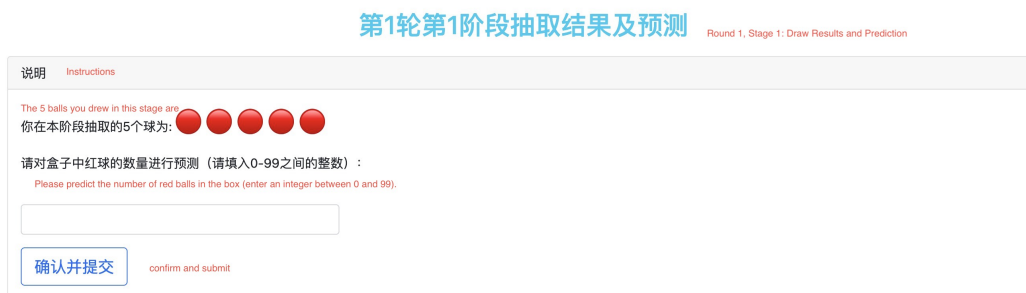 第1轮第1阶段抽取结果及预测 Round 1, Stage 1: Draw Results and Prediction
说明 Instructions
The 5 balls you drew in this stage are
你在本阶段抽取的5个球为:
请对盒子中红球的数量进行预测（请填入0-99之间的整数）：
Please predict the number of red balls in the box (enter an integer between 0 and 99).
确认并提交 confirm and submit